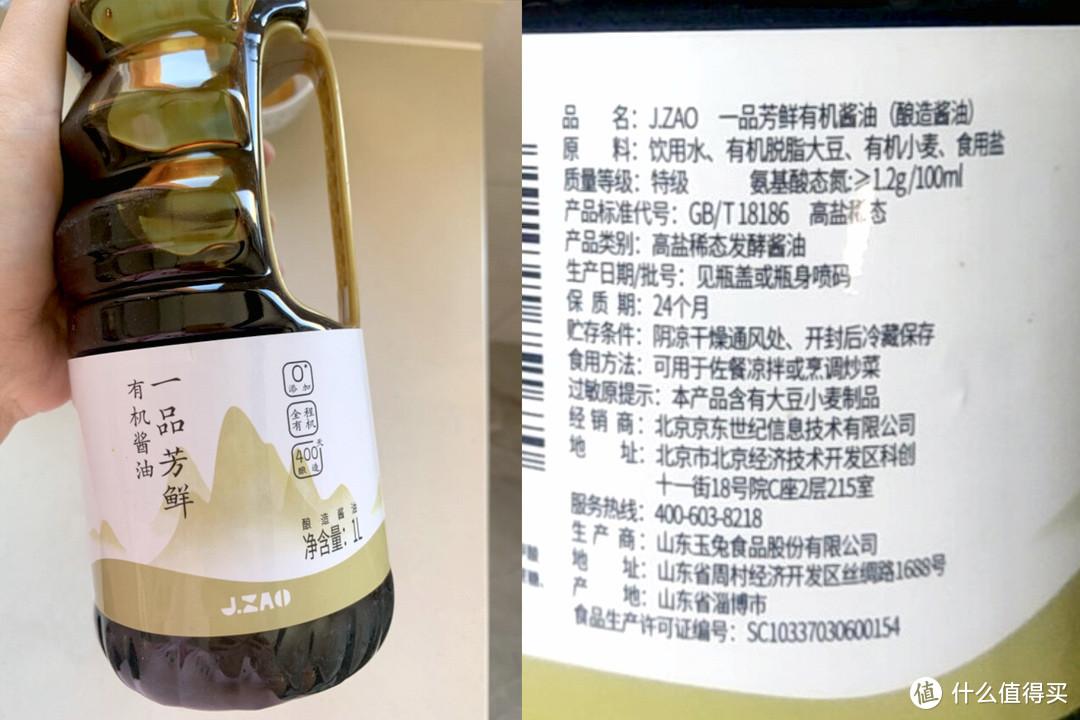 0*
添加
全程
有机
400天
酿造
一品芳鲜
有机酱油
酿造酱油
净含量：1L
J.ZAO
品 名：J.ZAO 一品芳鲜有机酱油（酿造酱油）
原 料：饮用水、有机脱脂大豆、有机小麦、食用盐
质量等级：特级 氨基酸态氮:≥1.2g/100ml
产品标准代号：GB/T 18186 高盐稀态
产品类别：高盐稀态发酵酱油
生产日期/批号：见瓶盖或瓶身喷码
保 质 期：24个月
贮存条件：阴凉干燥通风处、开封后冷藏保存
食用方法：可用于佐餐凉拌或烹调炒菜
过敏原提示：本产品含有大豆小麦制品
经 销 商：北京京东世纪信息技术有限公司
地 址：北京市北京经济技术开发区科创
十一街18号院C座2层215室
服务热线：400-603-8218
生 产 商：山东玉兔食品股份有限公司
地 址：山东省周村经济开发区丝绸路1688号
产 地：山东省淄博市
食品生产许可证编号：SC10337030600154
值 什么值得买